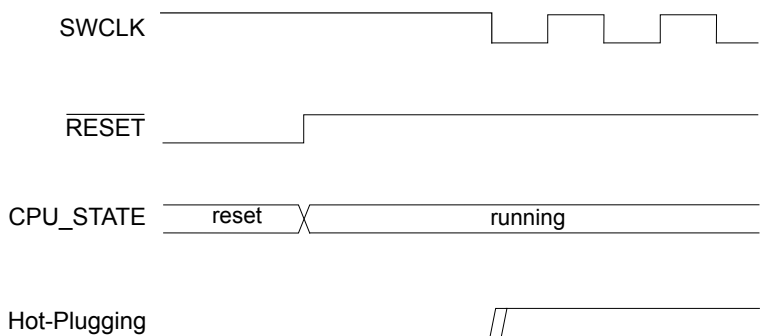 SWCLK
RESET
CPU_STATE reset running
Hot-Plugging